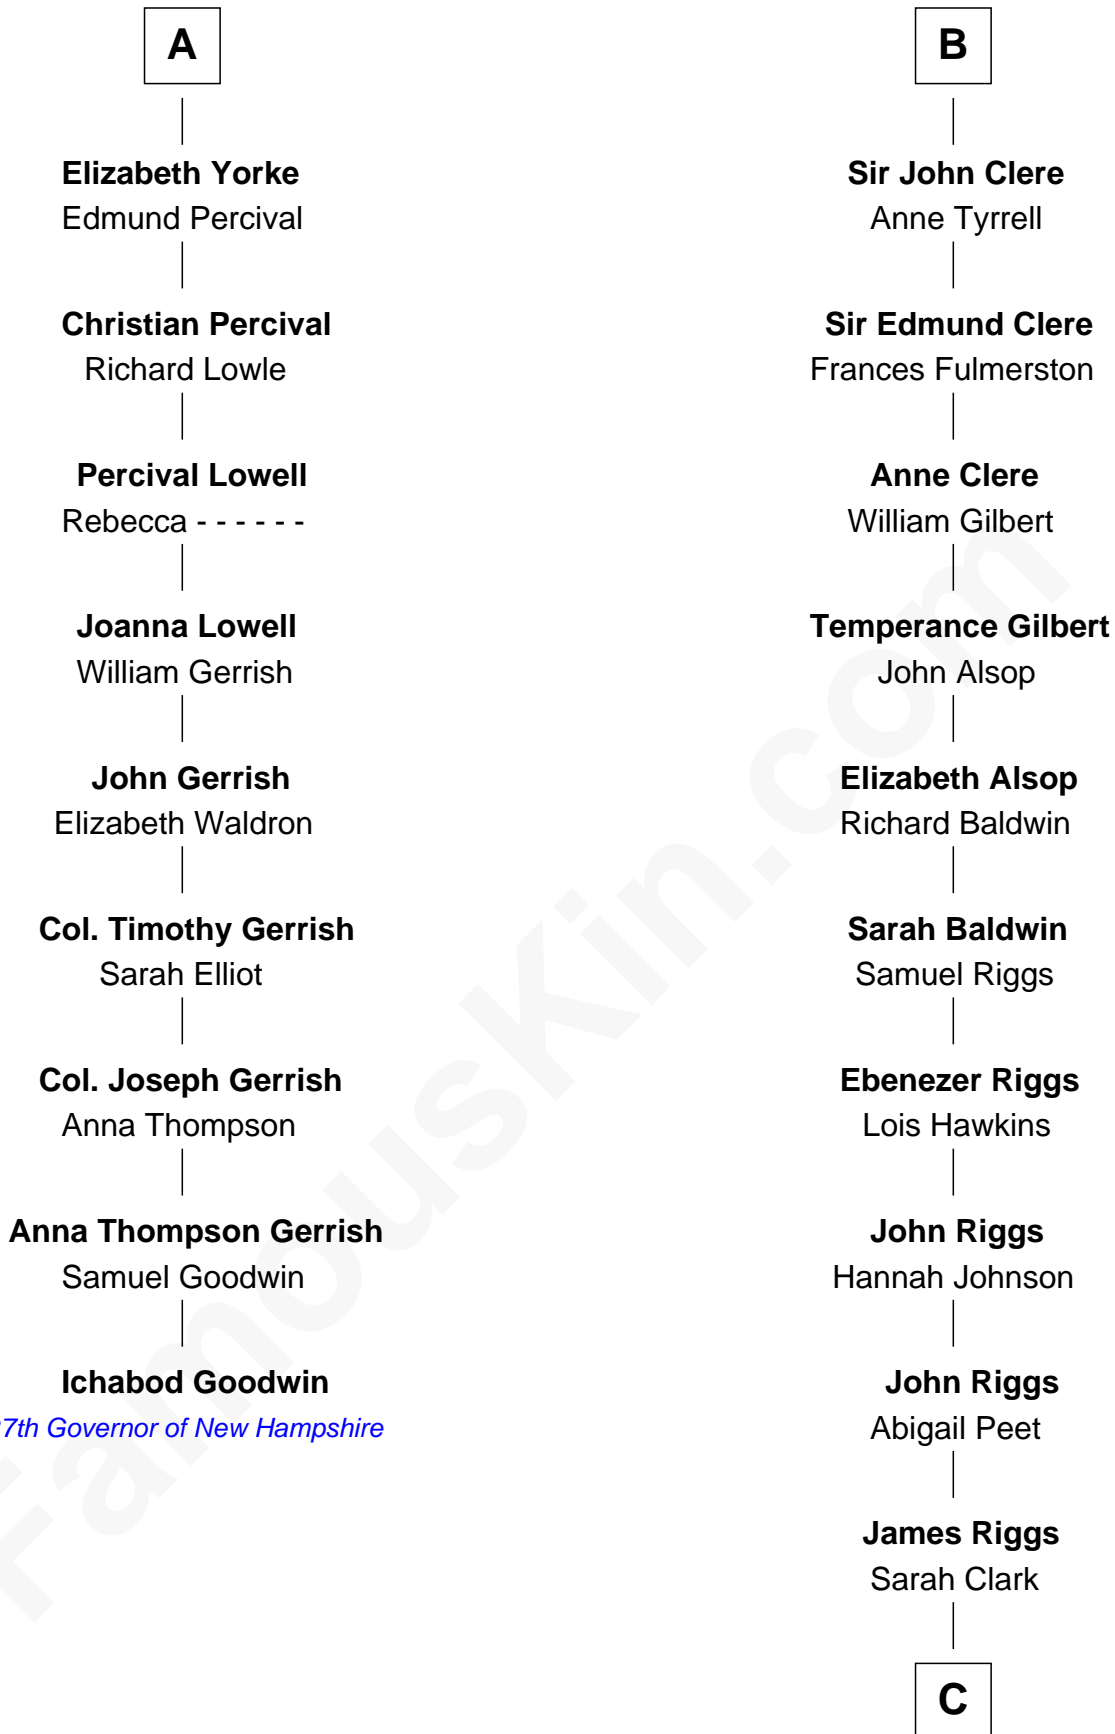 A
Elizabeth Yorke
Edmund Percival
Christian Percival
Richard Lowle
Percival Lowell
Rebecca - - - - - -
Joanna Lowell
William Gerrish
John Gerrish
Elizabeth Waldron
Col. Timothy Gerrish
Sarah Elliot
Col. Joseph Gerrish
Anna Thompson
Anna Thompson Gerrish
Samuel Goodwin
Ichabod Goodwin
7th Governor of New Hampshire
B
Sir John Clere
Anne Tyrrell
Sir Edmund Clere
Frances Fulmerston
Anne Clere
William Gilbert
Temperance Gilbert
John Alsop
Elizabeth Alsop
Richard Baldwin
Sarah Baldwin
Samuel Riggs
Ebenezer Riggs
Lois Hawkins
John Riggs
Hannah Johnson
John Riggs
Abigail Peet
James Riggs
Sarah Clark
C
FamousKin.com